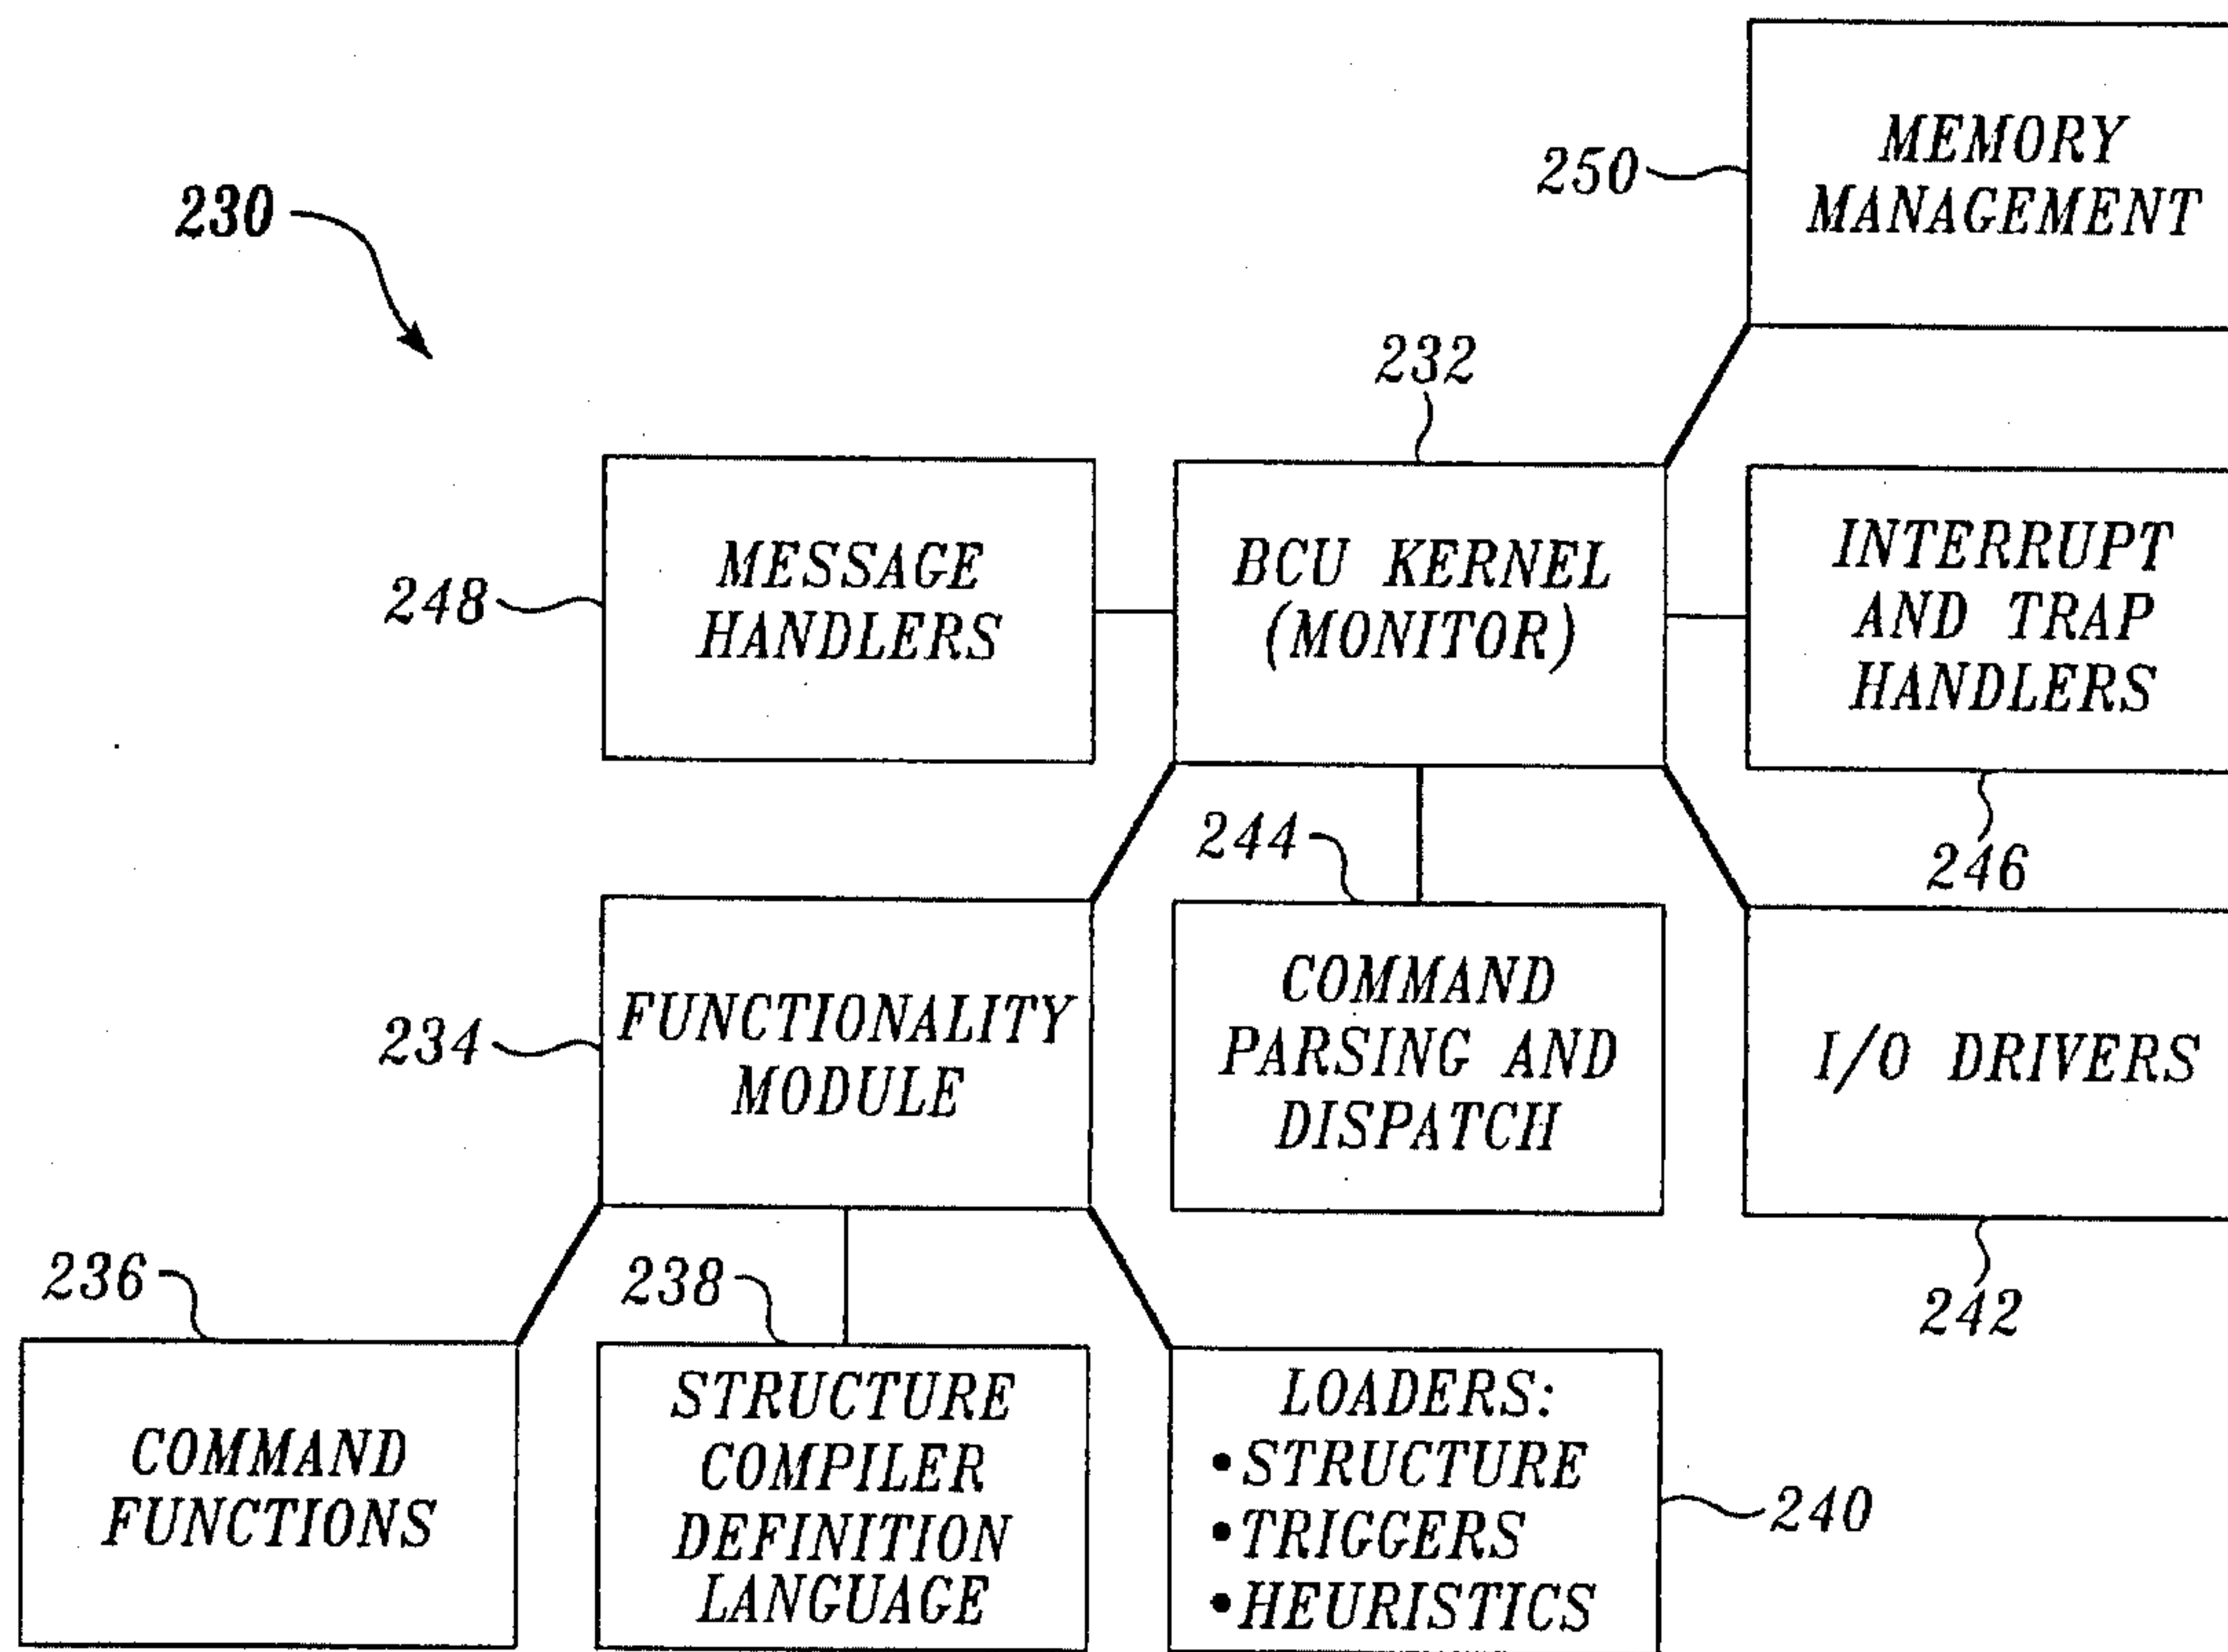 MEMORY
MANAGEMENT
250
230
232
MESSAGE
HANDLERS
248
BCU KERNEL
(MONITOR)
INTERRUPT
AND TRAP
HANDLERS
244
246
FUNCTIONALITY
MODULE
234
COMMAND
PARSING AND
DISPATCH
I/O DRIVERS
236
238
242
COMMAND
FUNCTIONS
STRUCTURE
COMPILER
DEFINITION
LANGUAGE
LOADERS:
•STRUCTURE
•TRIGGERS
•HEURISTICS
240